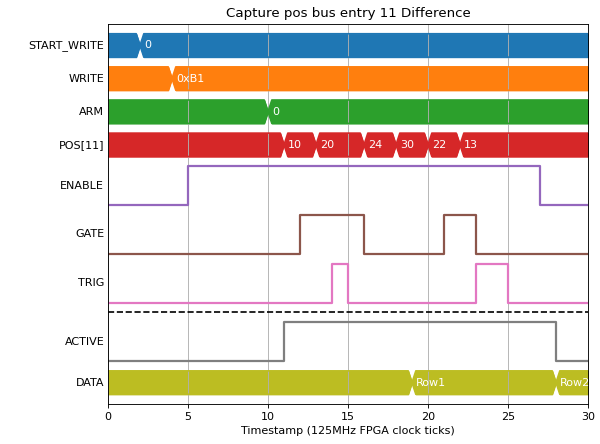 Capture pos bus entry 11 Difference
START_WRITE 0
WRITE 0xB1
ARM 0
POS[11] 10 20 24 30 22 13
ENABLE
GATE
TRIG
ACTIVE
DATA Row1 Row2
0 5 10 15 20 25 30
Timestamp (125MHz FPGA clock ticks)